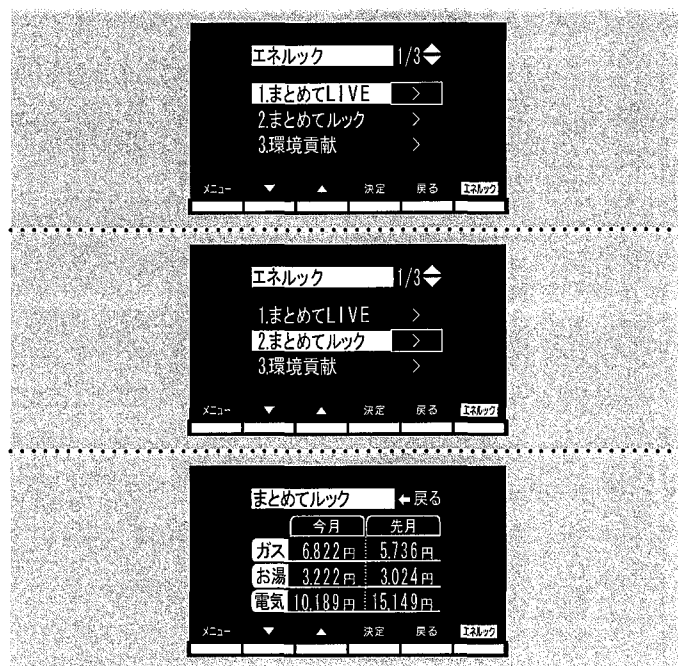 エネルック 1/3
1.まとめてLIVE >
2.まとめてルック >
3.環境貢献 >
メニュー ▼ ▲ 決定 戻る エネルック
エネルック 1/3
1.まとめてLIVE >
2.まとめてルック >
3.環境貢献 >
メニュー ▼ ▲ 決定 戻る エネルック
まとめてルック ←戻る
今月 先月
ガス 6,822円 5,736円
お湯 3,222円 3,024円
電気 10,189円 15,149円
メニュー ▼ ▲ 決定 戻る エネルック